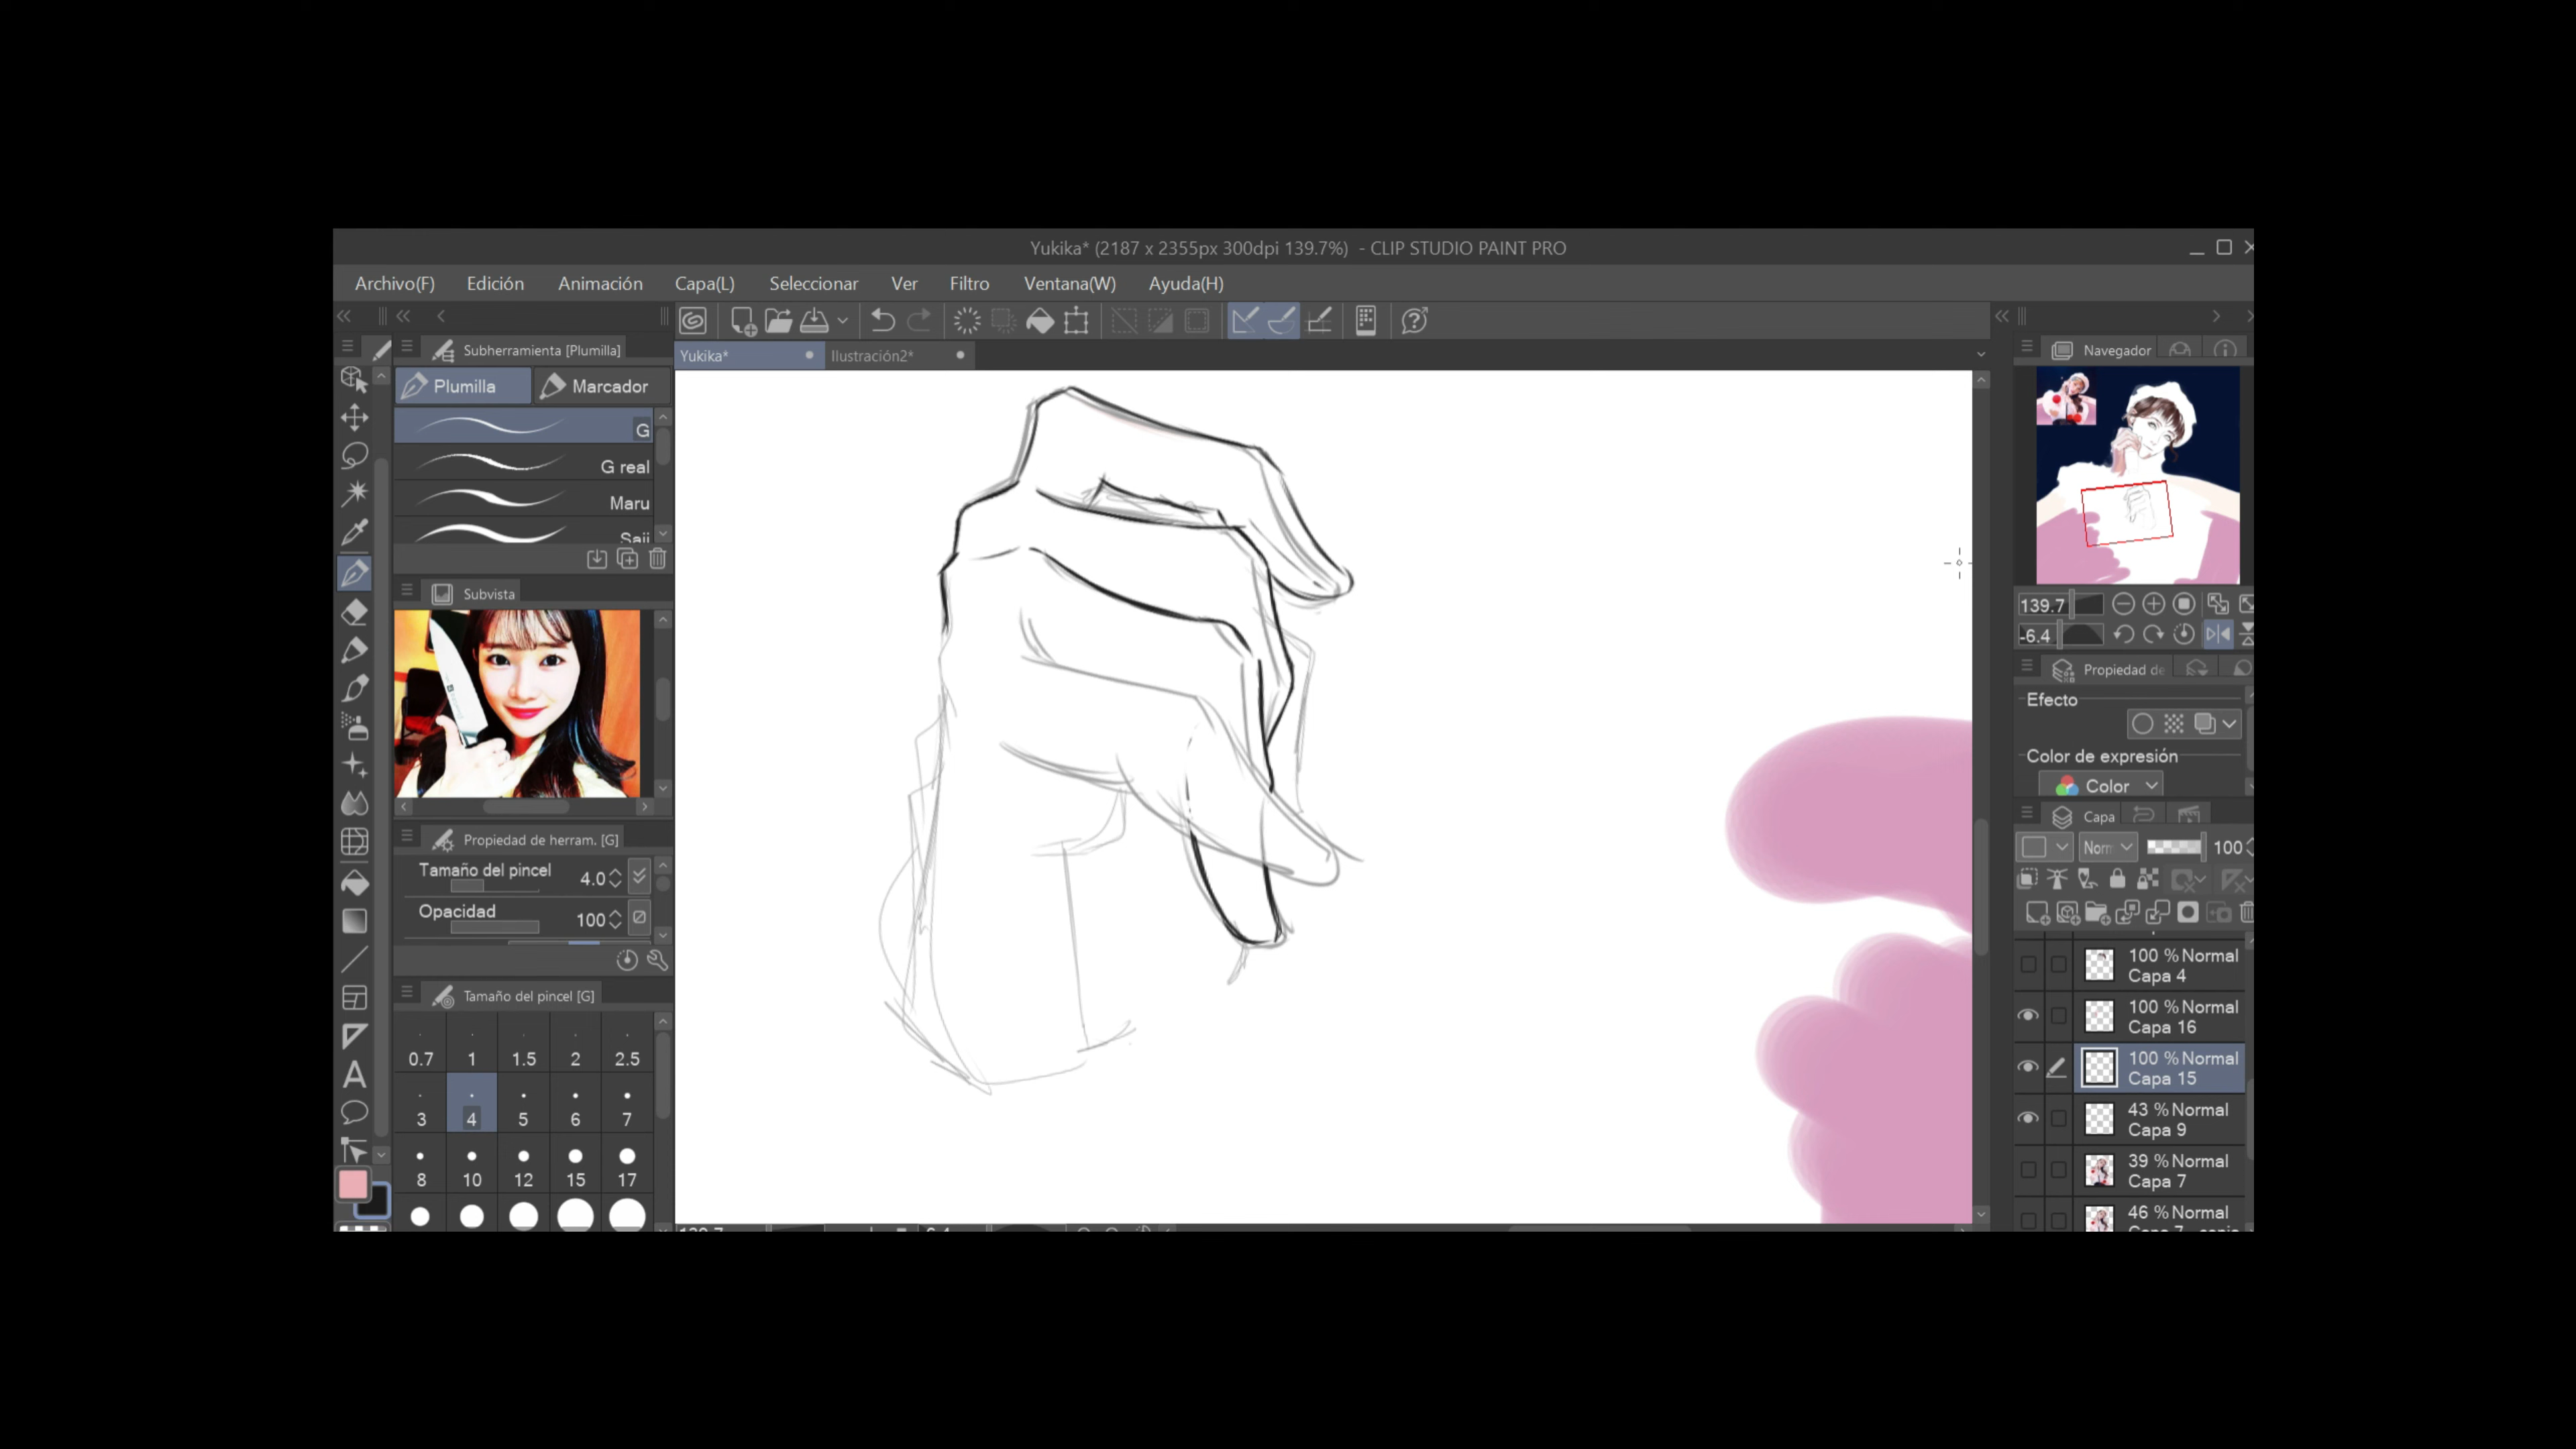 Yukika* (2187 x 2355px 300dpi 139.7%) - CLIP STUDIO PAINT PRO
Archivo(F) Edición Animación Capa(L) Seleccionar Ver Filtro Ventana(W) Ayuda(H)
Yukika* Ilustración2*
Subherramienta [Plumilla]
Plumilla Marcador
G
G real
Maru
Saji
Subvista
Propiedad de herram. [G]
Tamaño del pincel 4.0
Opacidad 100
Tamaño del pincel [G]
0.7 1 1.5 2 2.5
3 4 5 6 7
8 10 12 15 17
Navegador
139.7
-6.4
Propiedad de
Efecto
Color de expresión
Color
Capa
Norm 100
100 % Normal
Capa 4
100 % Normal
Capa 16
100 % Normal
Capa 15
43 % Normal
Capa 9
39 % Normal
Capa 7
46 % Normal